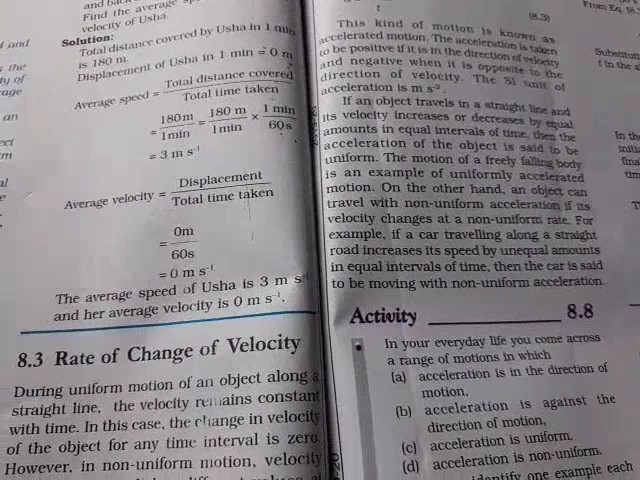 and back
Find the average
velocity of Usha.
Solution:
Total distance covered by Usha in 1 min
is 180 m.
Displacement of Usha in 1 min = 0 m
Average speed = Total distance covered / Total time taken
= 180 m / 1 min = 180 m / 1 min × 1 min / 60 s
= 3 m s⁻¹
Average velocity = Displacement / Total time taken
= 0m / 60s
= 0 m s⁻¹
The average speed of Usha is 3 m s⁻¹
and her average velocity is 0 m s⁻¹.
8.3 Rate of Change of Velocity
During uniform motion of an object along a
straight line, the velocity remains constant
with time. In this case, the change in velocity
of the object for any time interval is zero.
However, in non-uniform motion, velocity
t
(8.3)
This kind of motion is known as
accelerated motion. The acceleration is taken
to be positive if it is in the direction of velocity
and negative when it is opposite to the
direction of velocity. The SI unit of
acceleration is m s⁻².
If an object travels in a straight line and
its velocity increases or decreases by equal
amounts in equal intervals of time, then the
acceleration of the object is said to be
uniform. The motion of a freely falling body
is an example of uniformly accelerated
motion. On the other hand, an object can
travel with non-uniform acceleration if its
velocity changes at a non-uniform rate. For
example, if a car travelling along a straight
road increases its speed by unequal amounts
in equal intervals of time, then the car is said
to be moving with non-uniform acceleration.
Activity 8.8
• In your everyday life you come across
a range of motions in which
(a) acceleration is in the direction of
motion,
(b) acceleration is against the
direction of motion,
(c) acceleration is uniform,
(d) acceleration is non-uniform.
identify one example each
From Eq.
t in the
In the